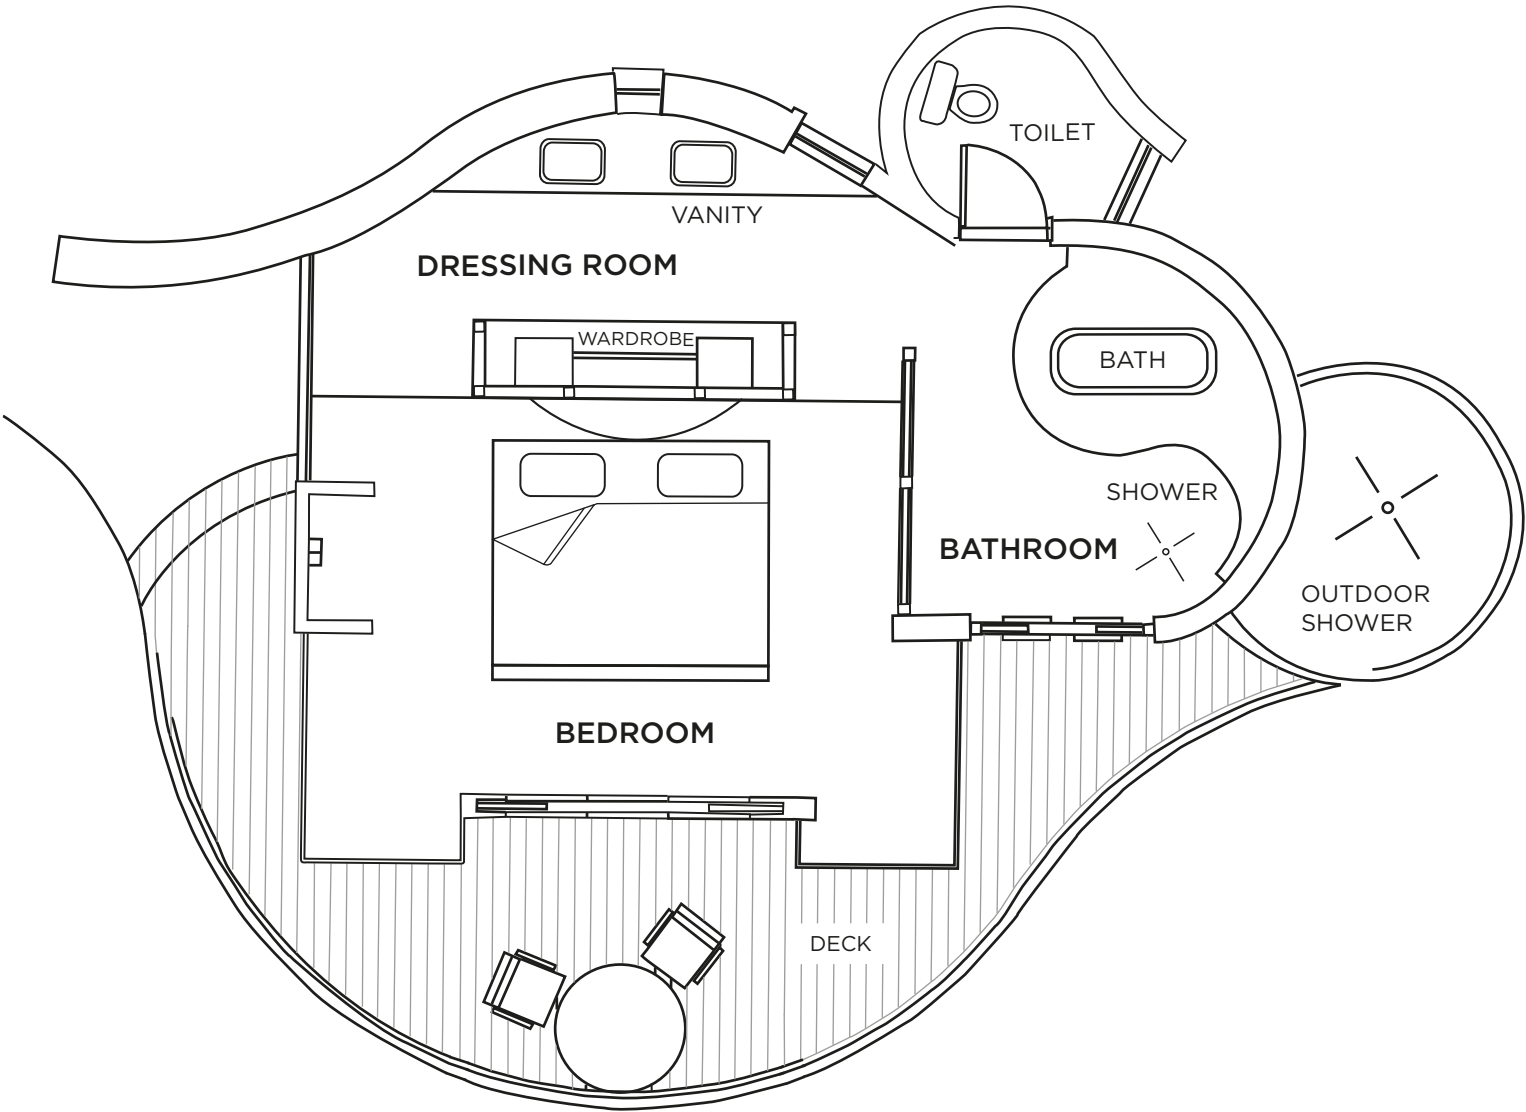 TOILET
VANITY
DRESSING ROOM
WARDROBE
BATH
SHOWER
BATHROOM
OUTDOOR
SHOWER
BEDROOM
DECK